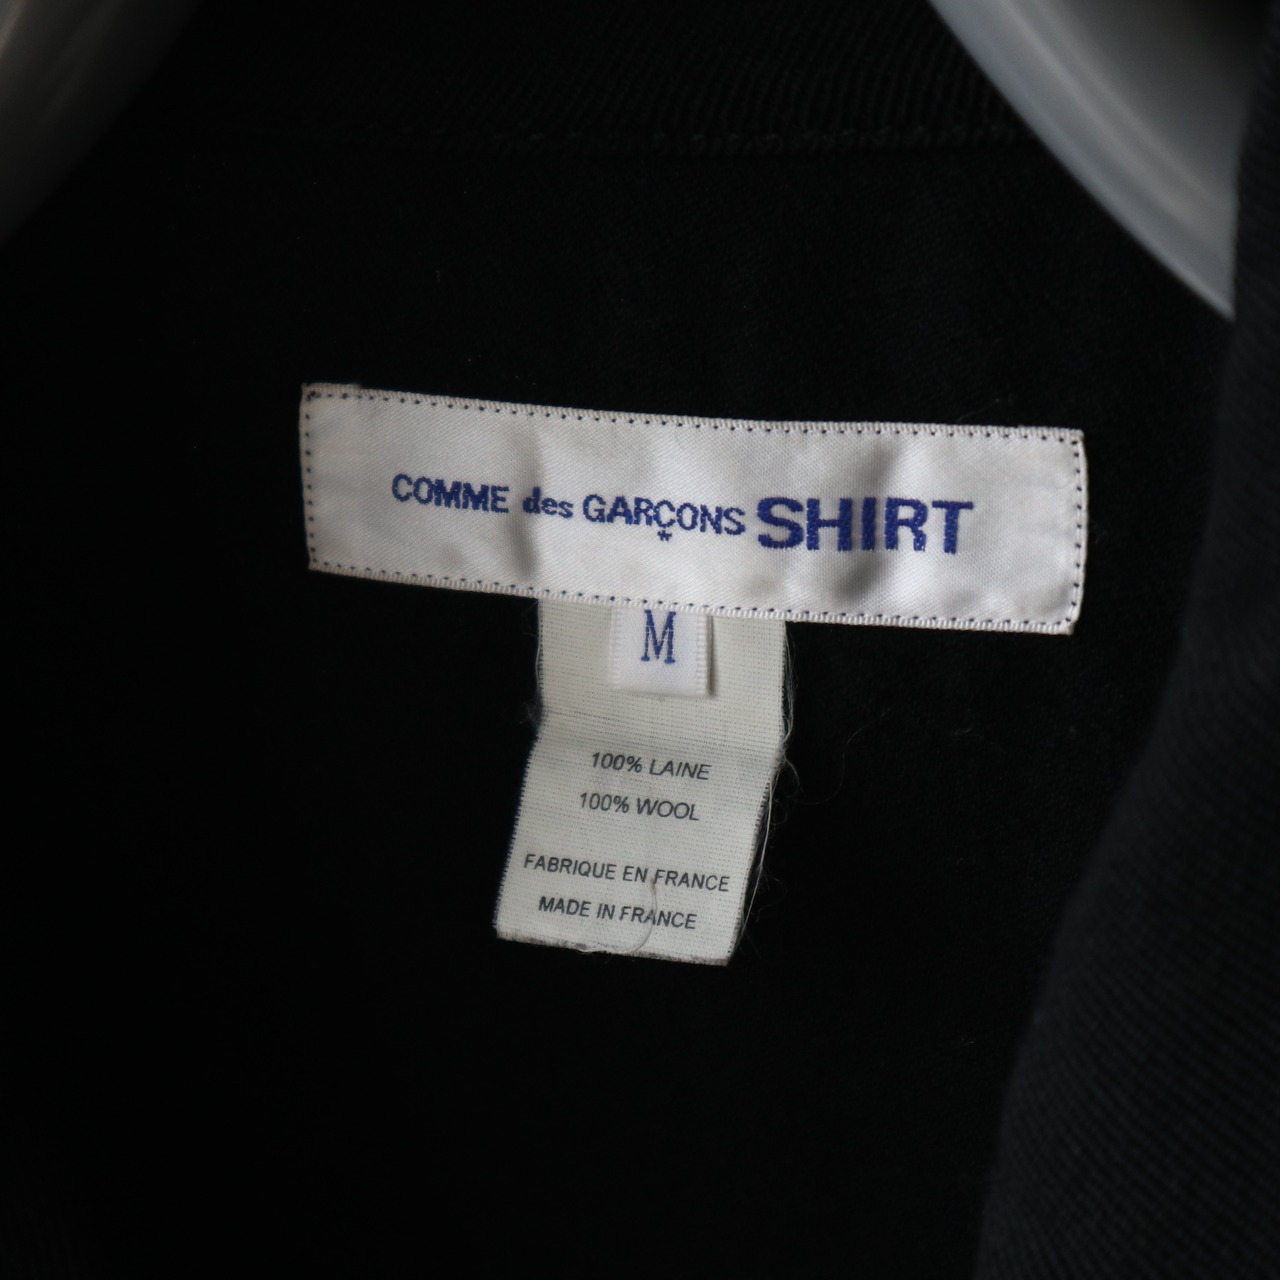 COMME des GARÇONS SHIRT
*
M
100% LAINE
100% WOOL
FABRIQUE EN FRANCE
MADE IN FRANCE